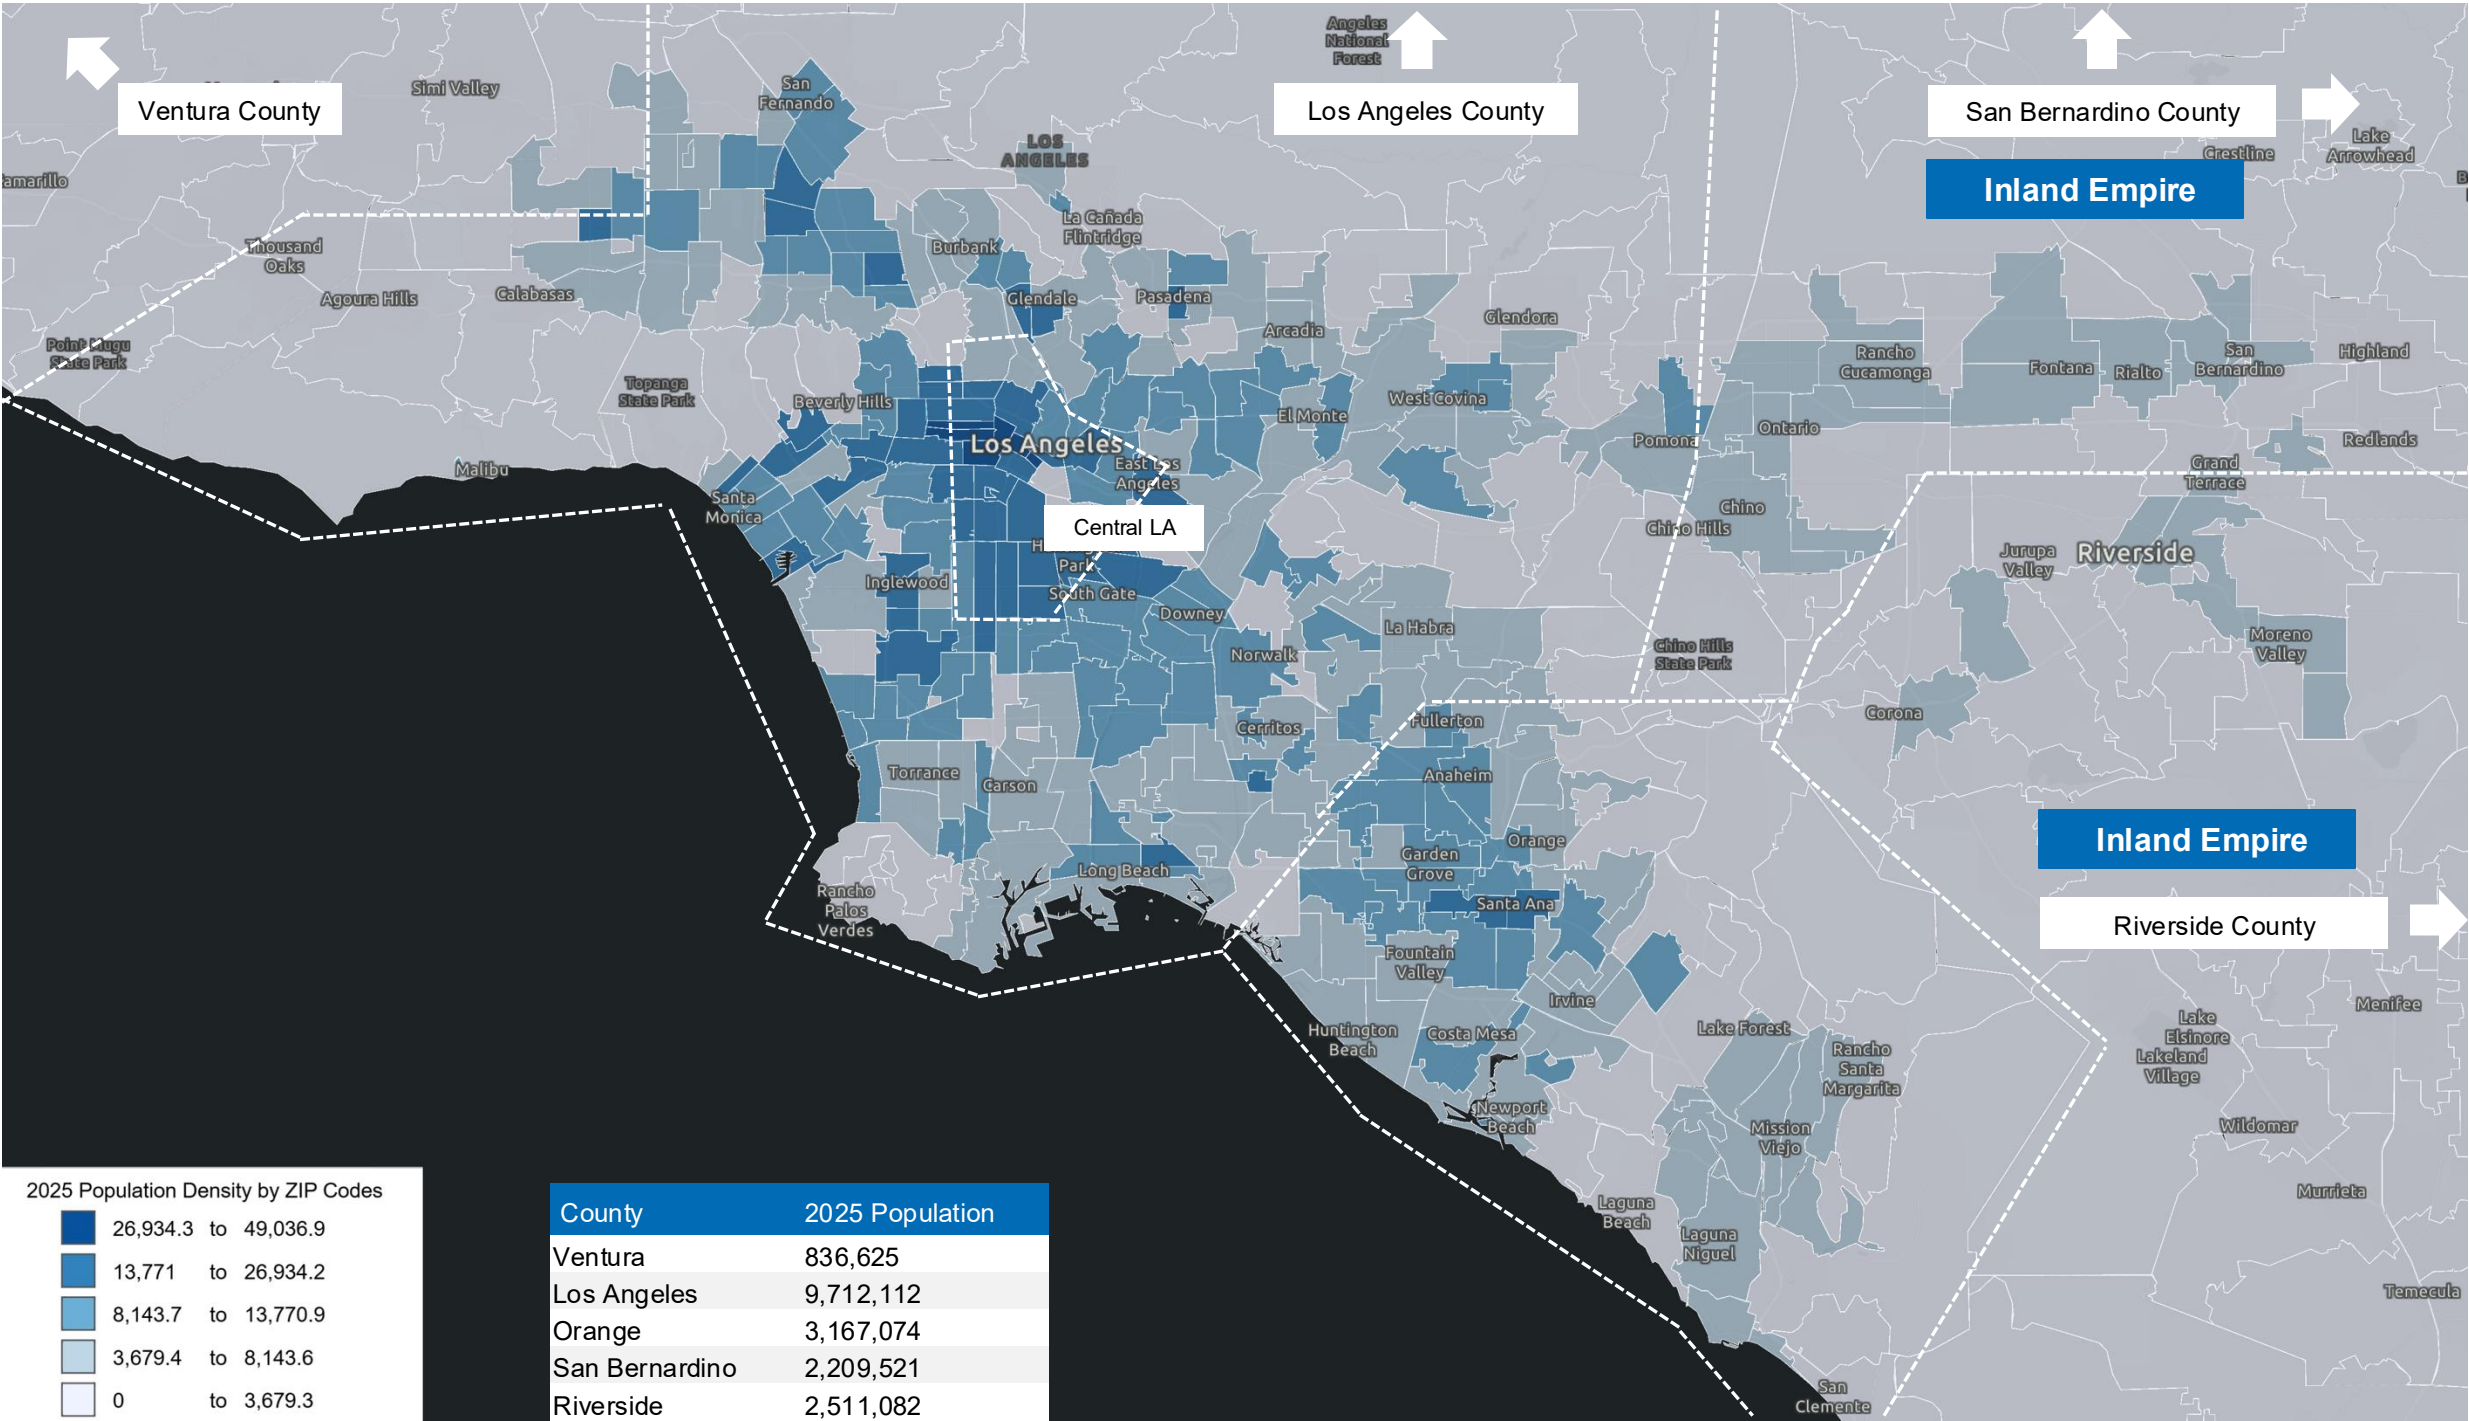 Angeles
National
Forest
Simi Valley
San
Fernando
Ventura County
Los Angeles County
San Bernardino County
LOS
ANGELES
Lake
Arrowhead
Crestline
Inland Empire
amarillo
La Cañada
Flintridge
Thousand
Oaks
Burbank
Agoura Hills
Calabasas
Glendale
Pasadena
Glendora
Arcadia
Point Mugu
State Park
Rancho
Cucamonga
San
Bernardino
Highland
Fontana
Rialto
Topanga
State Park
Beverly Hills
West Covina
El Monte
Ontario
Pomona
Redlands
Los Angeles
East Los
Angeles
Grand
Terrace
Malibu
Santa
Monica
Chino
Chino Hills
Central LA
Park
Jurupa
Valley
Riverside
Inglewood
South Gate
Downey
La Habra
Norwalk
Chino Hills
State Park
Moreno
Valley
Corona
Fullerton
Cerritos
Torrance
Carson
Anaheim
Orange
Garden
Grove
Inland Empire
Long Beach
Rancho
Palos
Verdes
Santa Ana
Riverside County
Fountain
Valley
Irvine
Menifee
Huntington
Beach
Costa Mesa
Lake Forest
Lake
Elsinore
Lakeland
Village
Rancho
Santa
Margarita
Newport
Beach
Mission
Viejo
Wildomar
Murrieta
Laguna
Beach
Laguna
Niguel
Temecula
San
Clemente
2025 Population Density by ZIP Codes
26,934.3 to 49,036.9
13,771 to 26,934.2
8,143.7 to 13,770.9
3,679.4 to 8,143.6
0 to 3,679.3
County 2025 Population
Ventura 836,625
Los Angeles 9,712,112
Orange 3,167,074
San Bernardino 2,209,521
Riverside 2,511,082